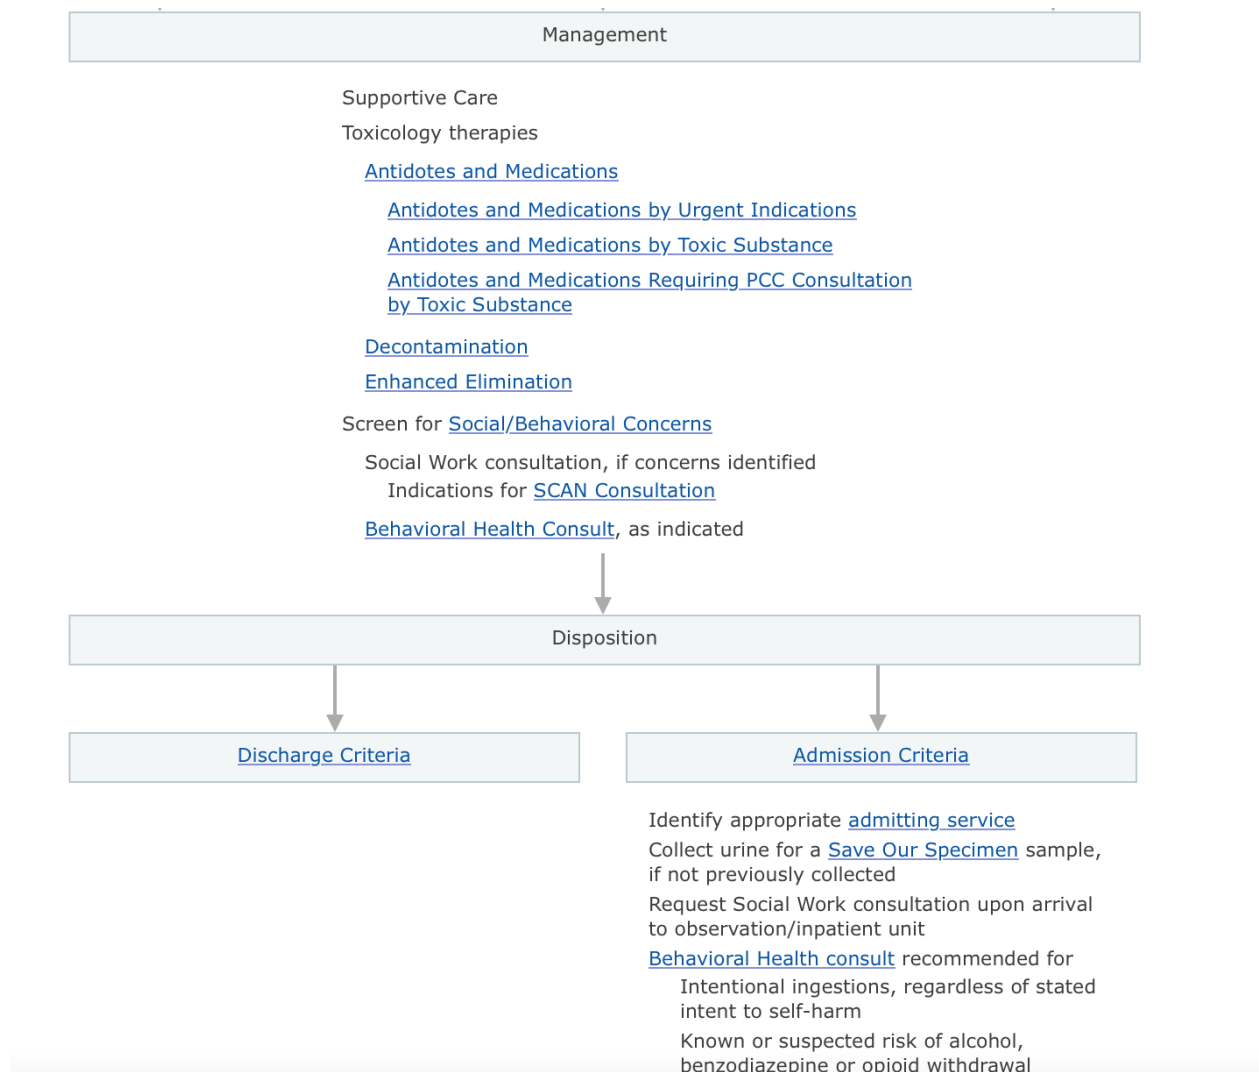 Management
Supportive Care
Toxicology therapies
Antidotes and Medications
Antidotes and Medications by Urgent Indications
Antidotes and Medications by Toxic Substance
Antidotes and Medications Requiring PCC Consultation
by Toxic Substance
Decontamination
Enhanced Elimination
Screen for Social/Behavioral Concerns
Social Work consultation, if concerns identified
Indications for SCAN Consultation
Behavioral Health Consult, as indicated
Disposition
Discharge Criteria
Admission Criteria
Identify appropriate admitting service
Collect urine for a Save Our Specimen sample,
if not previously collected
Request Social Work consultation upon arrival
to observation/inpatient unit
Behavioral Health consult recommended for
Intentional ingestions, regardless of stated
intent to self-harm
Known or suspected risk of alcohol,
benzodiazepine or opioid withdrawal